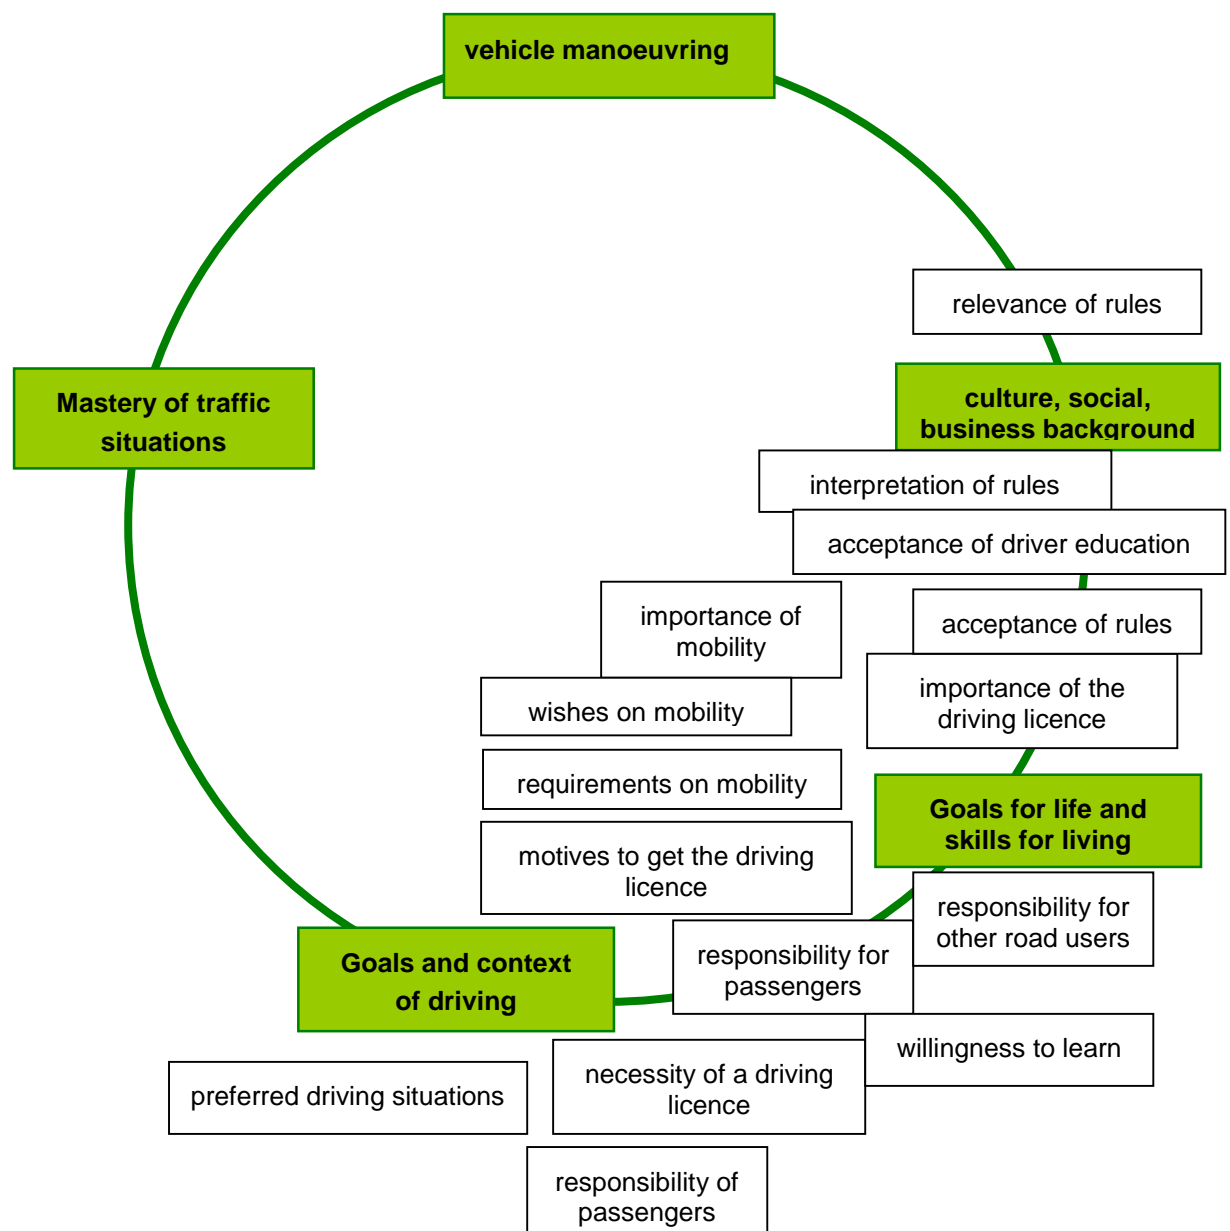 vehicle manoeuvring
relevance of rules
Mastery of traffic
situations
culture, social,
business background
interpretation of rules
acceptance of driver education
importance of
mobility
acceptance of rules
wishes on mobility
importance of the
driving licence
requirements on mobility
Goals for life and
skills for living
motives to get the driving
licence
responsibility for
other road users
Goals and context
of driving
responsibility for
passengers
willingness to learn
preferred driving situations
necessity of a driving
licence
responsibility of
passengers